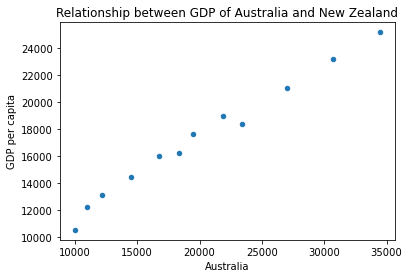 Relationship between GDP of Australia and New Zealand
24000
22000
20000
18000
16000
14000
12000
10000
GDP per capita
10000 15000 20000 25000 30000 35000
Australia